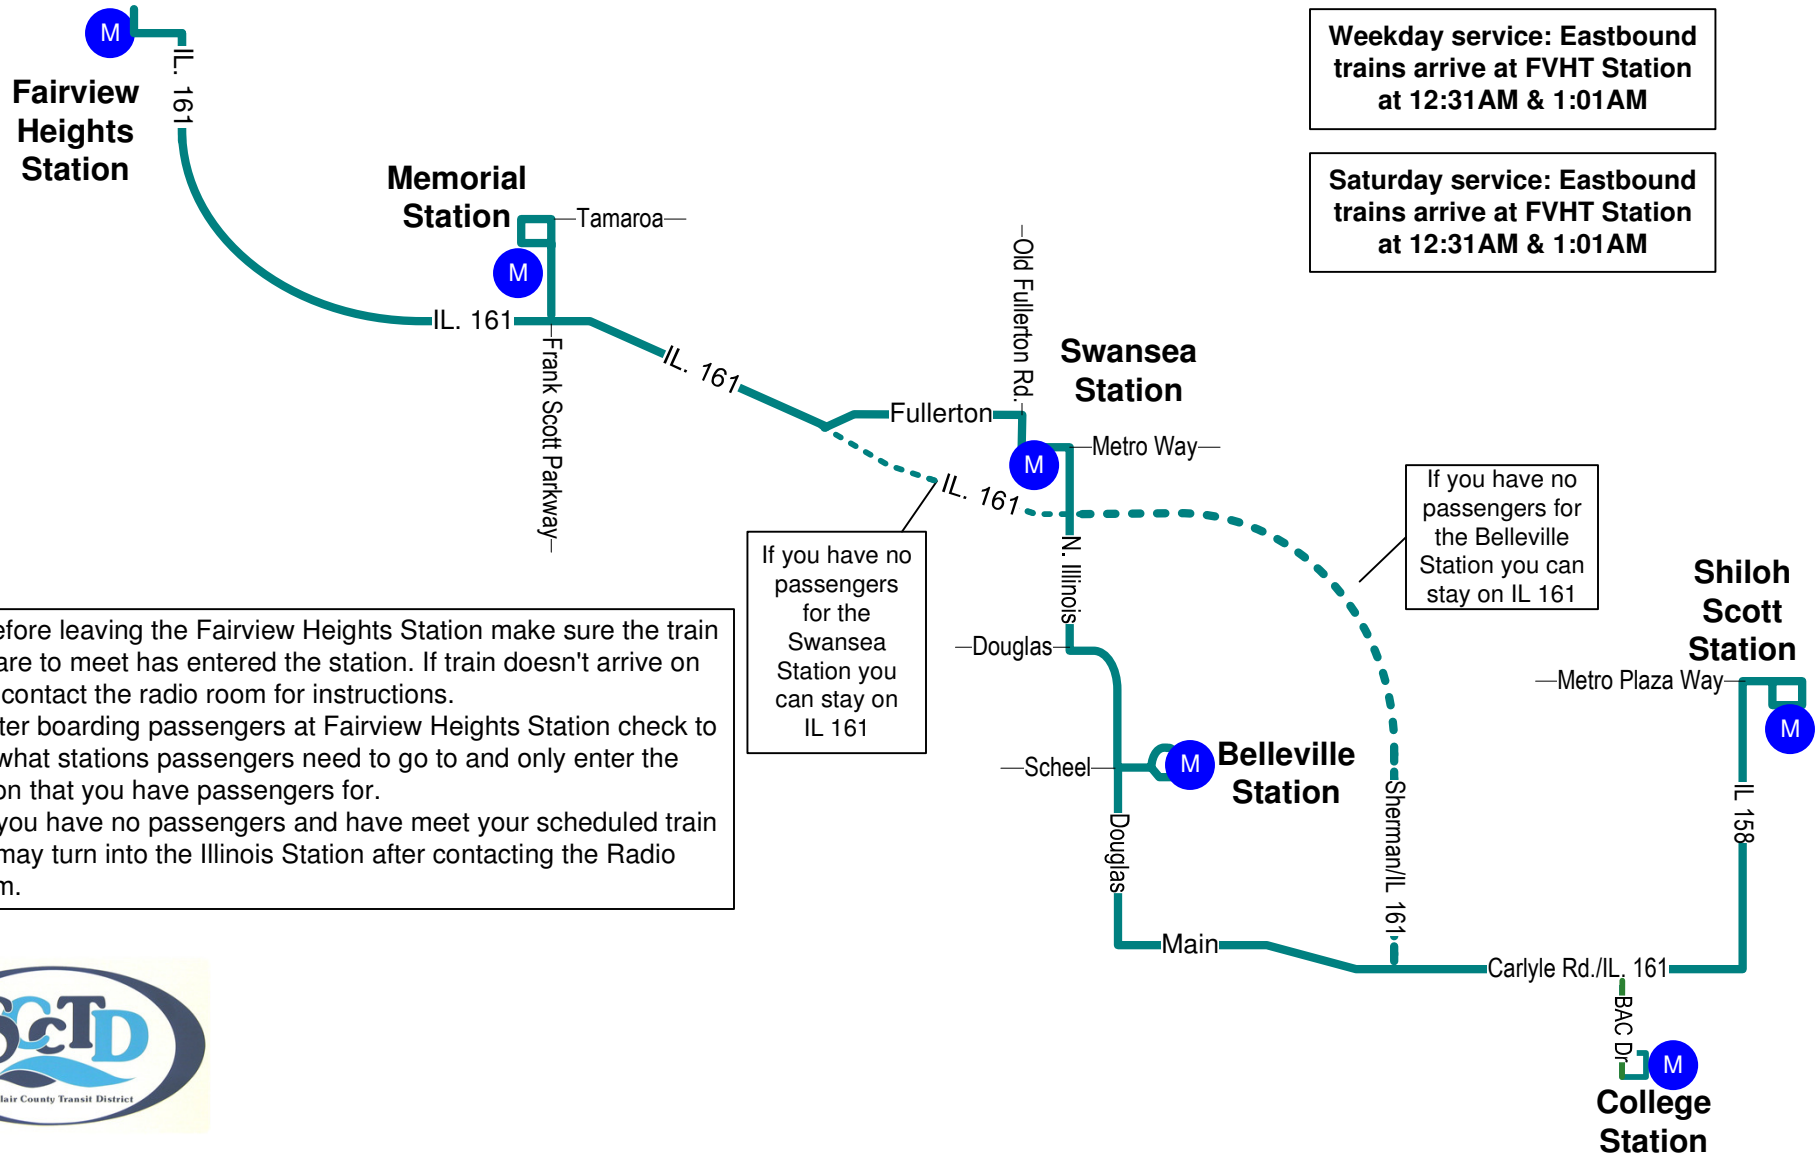 M
Fairview
Heights
Station
IL. 161
Weekday service: Eastbound
trains arrive at FVHT Station
at 12:31AM & 1:01AM
Saturday service: Eastbound
trains arrive at FVHT Station
at 12:31AM & 1:01AM
Memorial
Station
Tamaroa
M
IL. 161
Frank Scott Parkway
IL. 161
Old Fullerton Rd.
Swansea
Station
Fullerton
Metro Way
M
IL. 161
If you have no
passengers
for the
Swansea
Station you
can stay on
IL 161
N. Illinois
If you have no
passengers for
the Belleville
Station you can
stay on IL 161
Shiloh
Scott
Station
Metro Plaza Way
M
Douglas
Scheel
M
Belleville
Station
Douglas
Sherman/IL 161
IL 158
Main
Carlyle Rd./IL. 161
BAC Dr
M
College
Station
efore leaving the Fairview Heights Station make sure the train
are to meet has entered the station. If train doesn't arrive on
contact the radio room for instructions.
ter boarding passengers at Fairview Heights Station check to
what stations passengers need to go to and only enter the
on that you have passengers for.
you have no passengers and have meet your scheduled train
may turn into the Illinois Station after contacting the Radio
m.
SCCTD
lair County Transit District